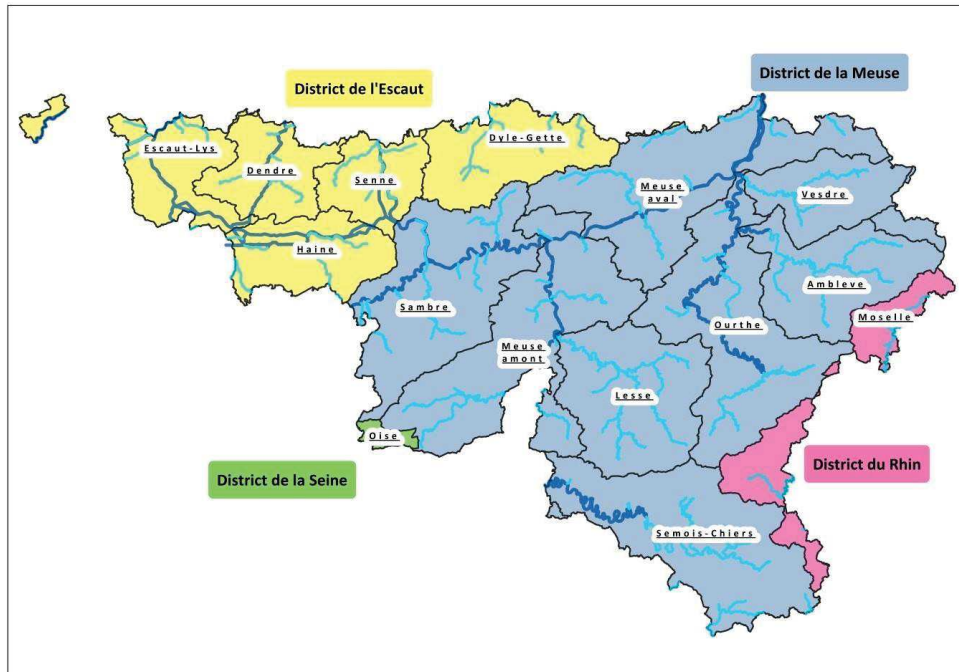 District de la Meuse
District de l'Escaut
Escaut-Lys
Dendre
Senne
Dyle-Gette
Meuse
aval
Vesdre
Haine
Sambre
Amblève
Moselle
Ourthe
Meuse
amont
Lesse
Oise
District de la Seine
District du Rhin
Semois-Chiers